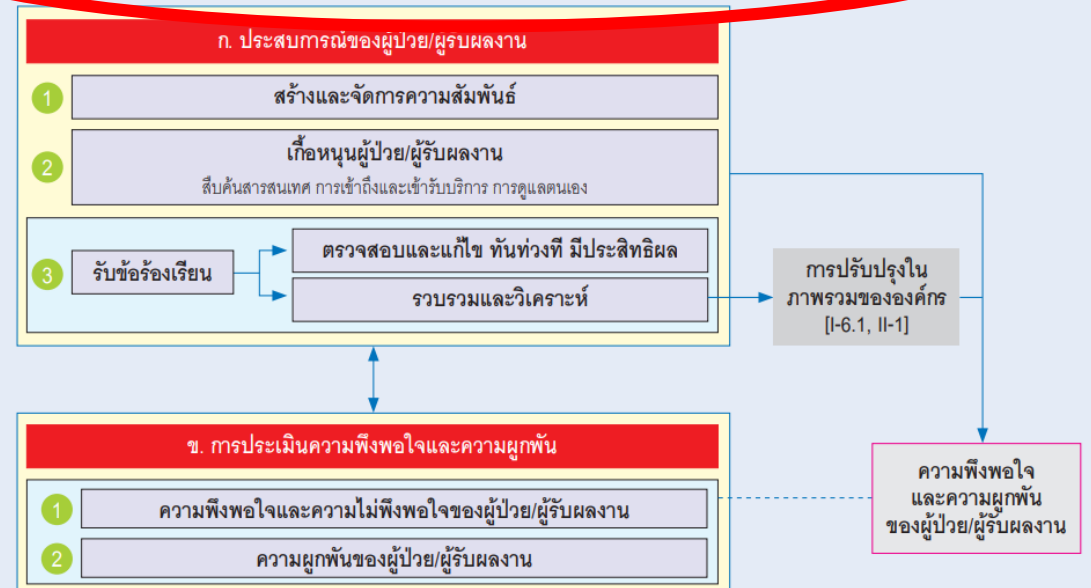 ก. ประสบการณ์ของผู้ป่วย/ผู้รับผลงาน
1 สร้างและจัดการความสัมพันธ์
2 เกื้อหนุนผู้ป่วย/ผู้รับผลงาน
สืบค้นสารสนเทศ การเข้าถึงและเข้ารับบริการ การดูแลตนเอง
3 รับข้อร้องเรียน
ตรวจสอบและแก้ไข ทันท่วงที มีประสิทธิผล
รวบรวมและวิเคราะห์
การปรับปรุงใน
ภาพรวมขององค์กร
[I-6.1, II-1]
ข. การประเมินความพึงพอใจและความผูกพัน
1 ความพึงพอใจและความไม่พึงพอใจของผู้ป่วย/ผู้รับผลงาน
2 ความผูกพันของผู้ป่วย/ผู้รับผลงาน
ความพึงพอใจ
และความผูกพัน
ของผู้ป่วย/ผู้รับผลงาน